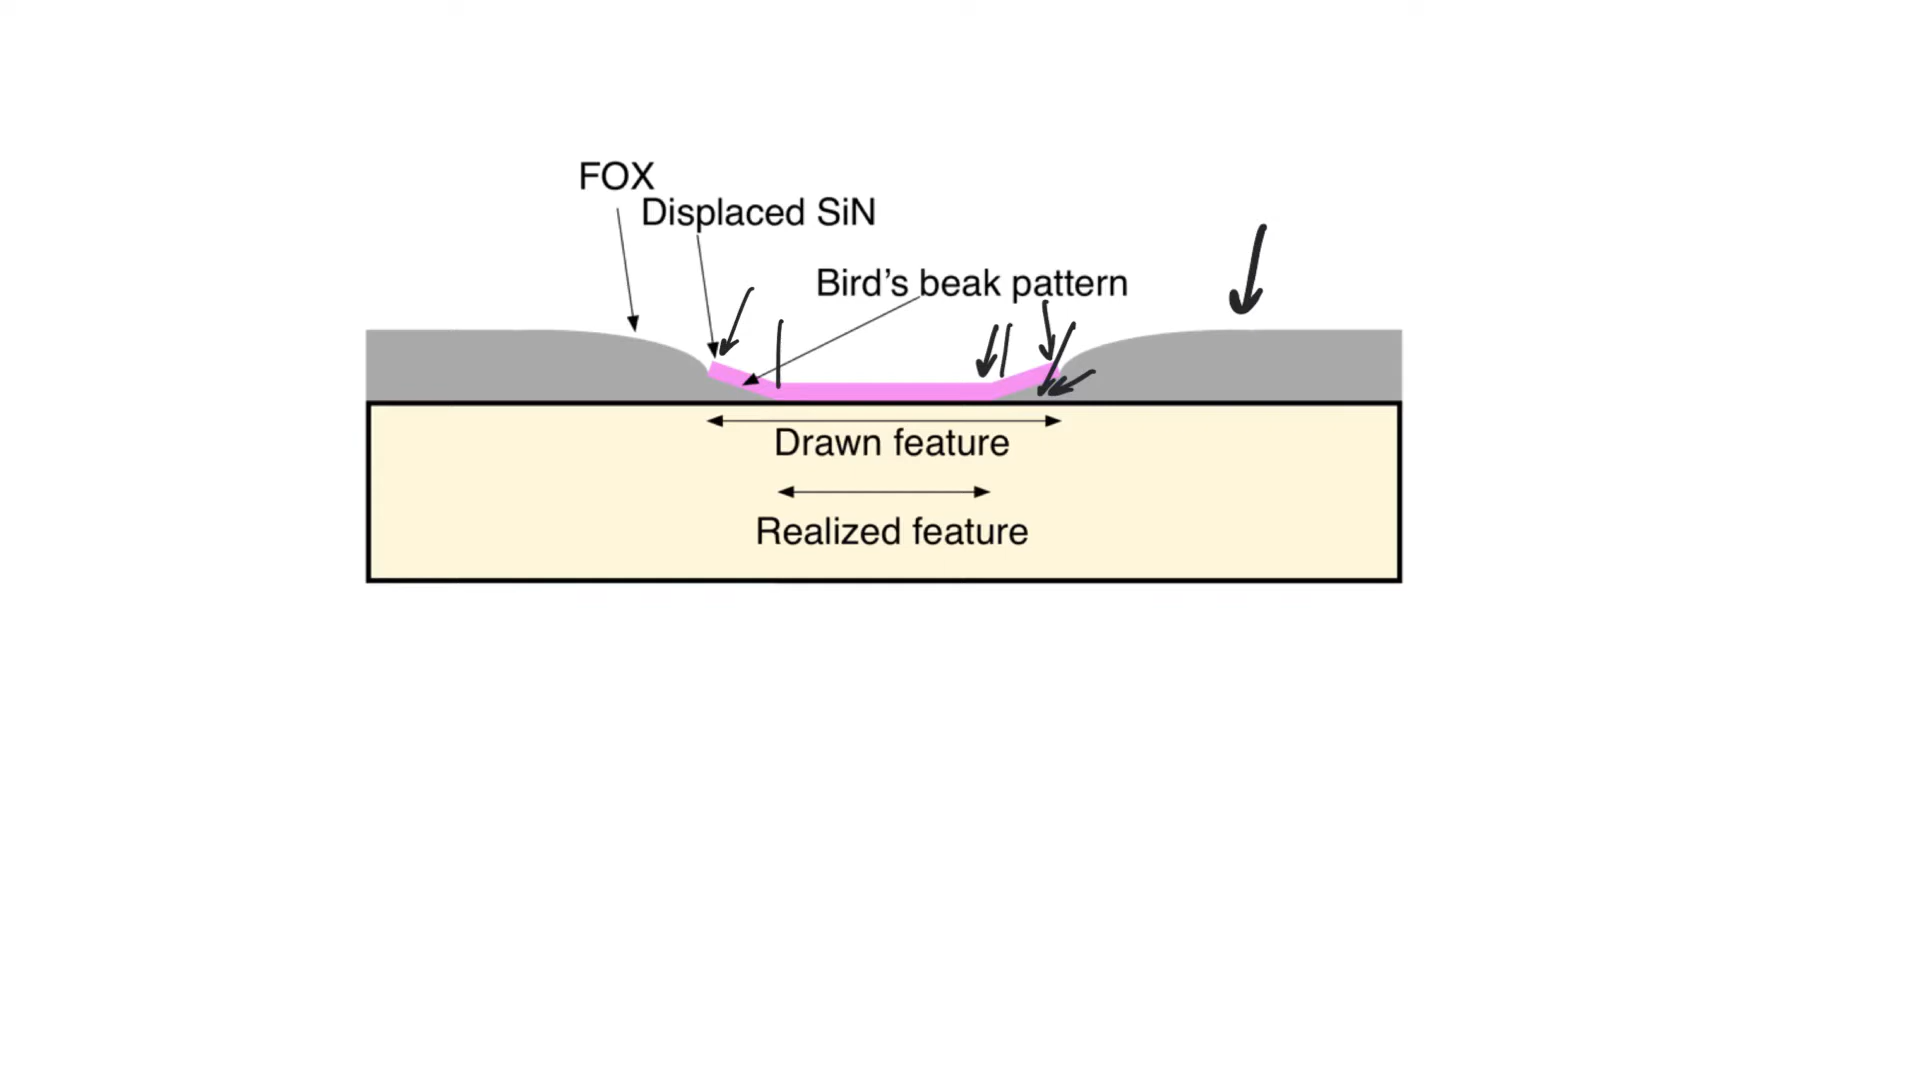 FOX
Displaced SiN
Bird's beak pattern
Drawn feature
Realized feature